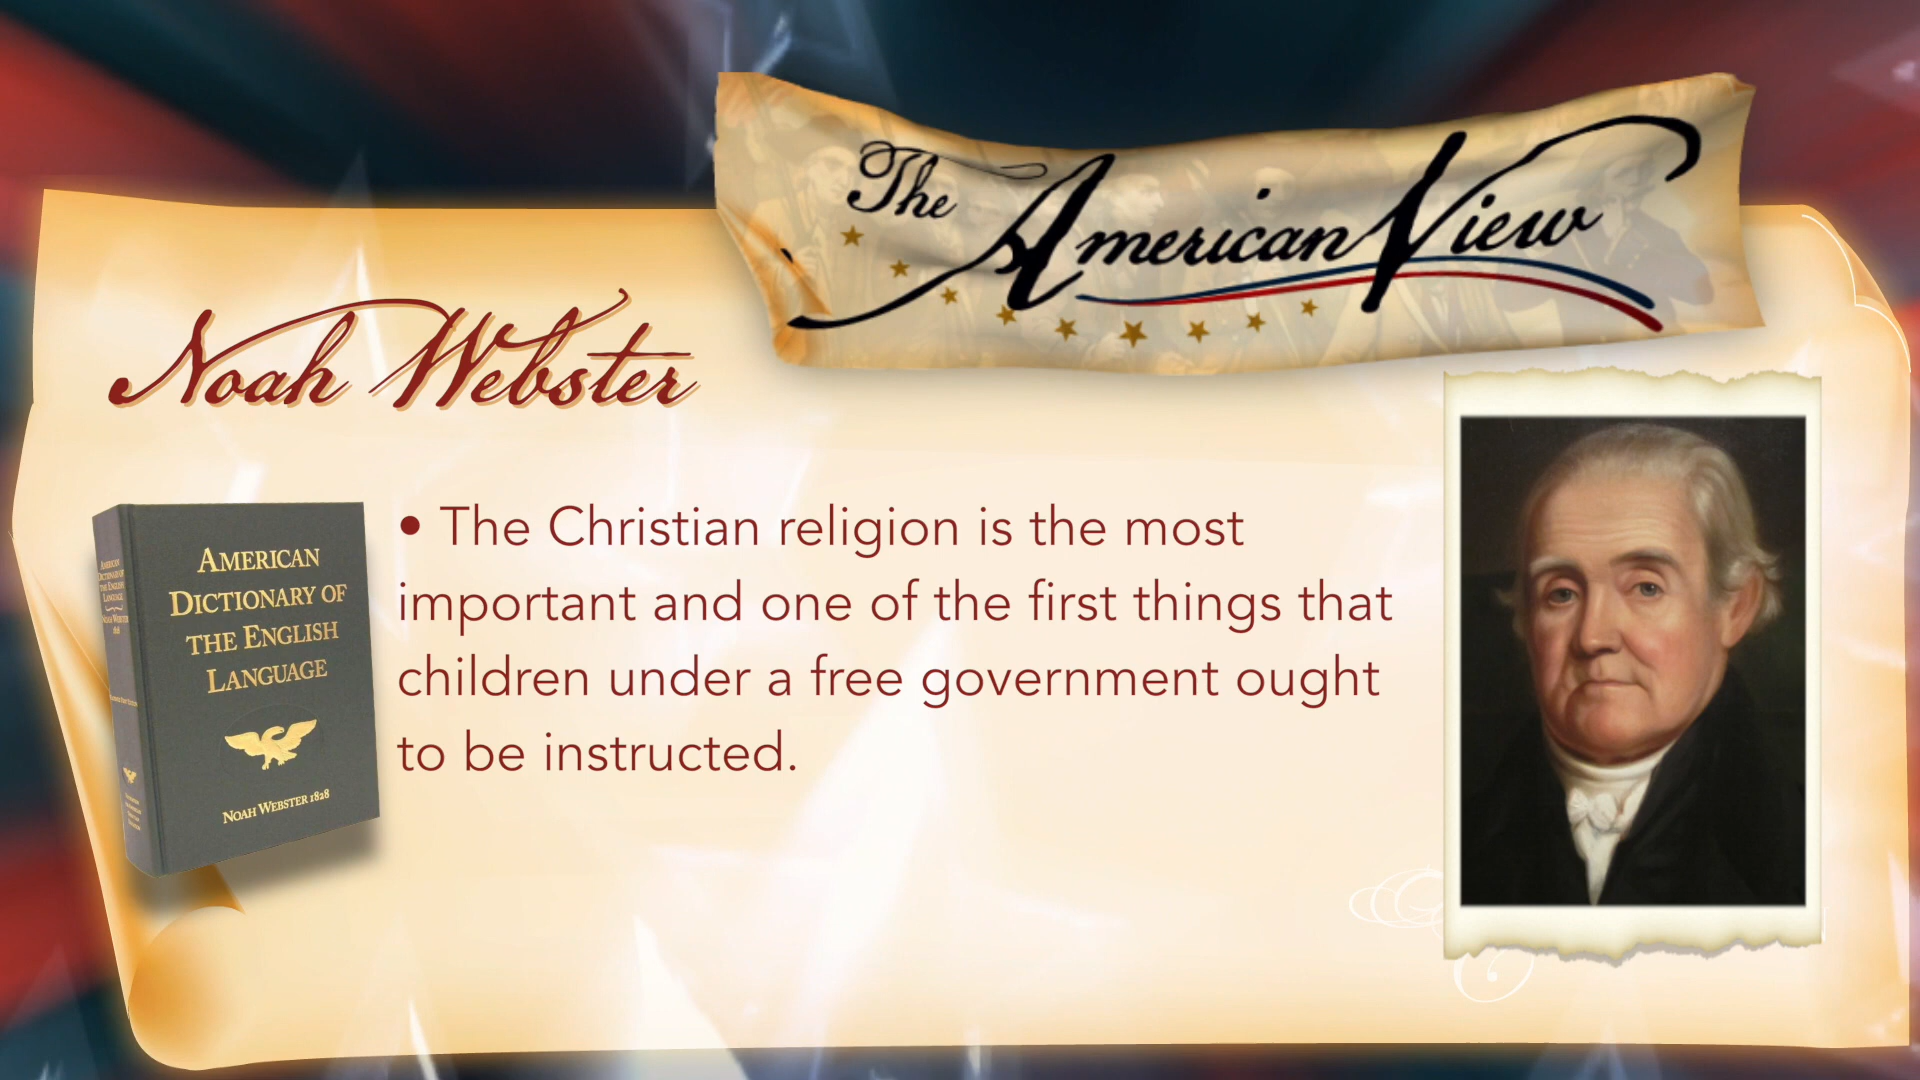 The American View
Noah Webster
AMERICAN
DICTIONARY OF
THE ENGLISH
LANGUAGE
NOAH WEBSTER 1828
• The Christian religion is the most
important and one of the first things that
children under a free government ought
to be instructed.